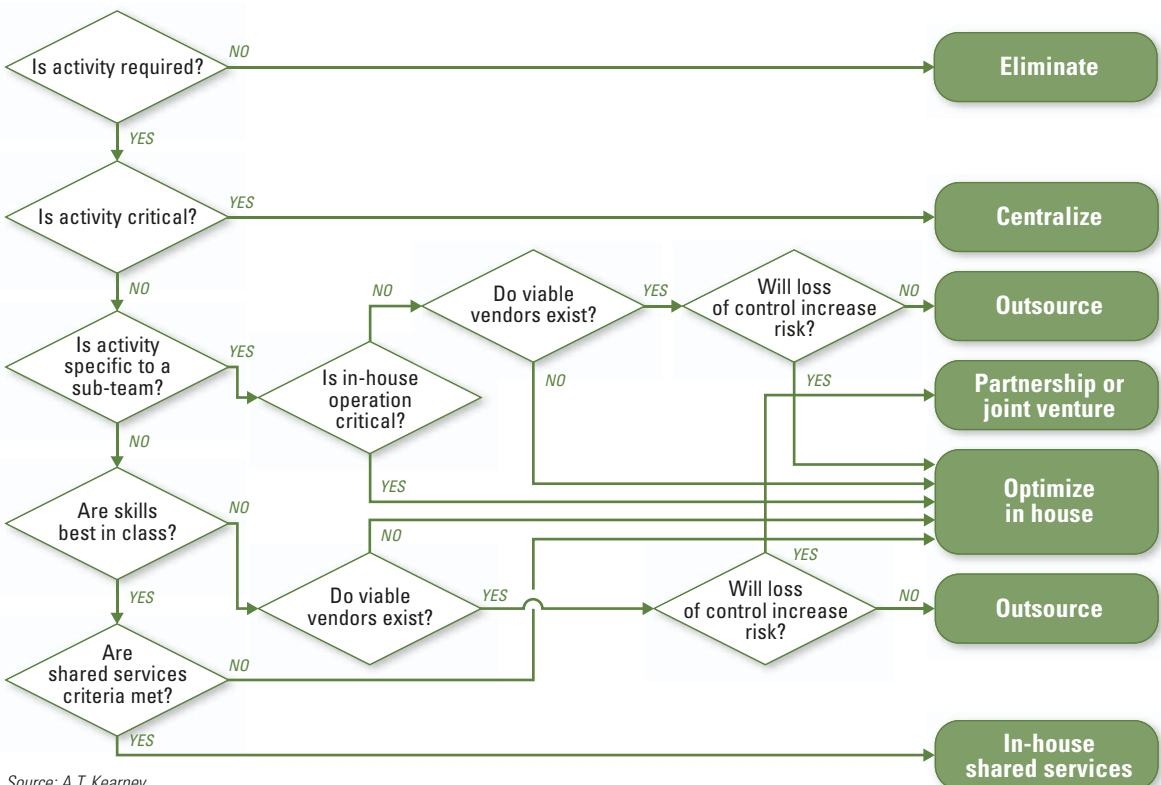 Is activity required?
NO
Eliminate
YES
Is activity critical?
YES
Centralize
NO
Is activity
specific to a
sub-team?
YES
Is in-house
operation
critical?
NO
Do viable
vendors exist?
YES
Will loss
of control increase
risk?
NO
Outsource
NO
YES
Partnership or
joint venture
YES
Optimize
in house
NO
Are skills
best in class?
NO
Do viable
vendors exist?
NO
YES
Will loss
of control increase
risk?
YES
NO
Outsource
YES
Are
shared services
criteria met?
NO
YES
In-house
shared services
Source: A.T. Kearney